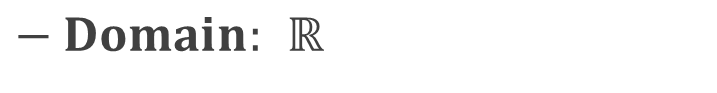 — Domain: ℝ